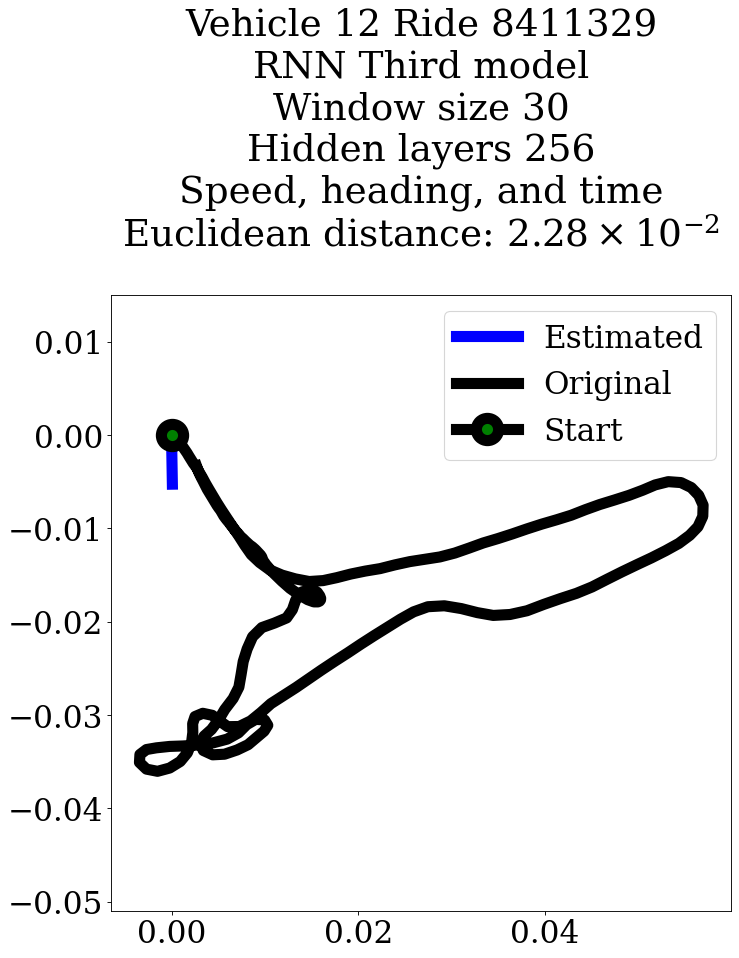 Vehicle 12 Ride 8411329
RNN Third model
Window size 30
Hidden layers 256
Speed, heading, and time
Euclidean distance: 2.28 × 10⁻²
Estimated
Original
Start
0.01
0.00
−0.01
−0.02
−0.03
−0.04
−0.05
0.00 0.02 0.04